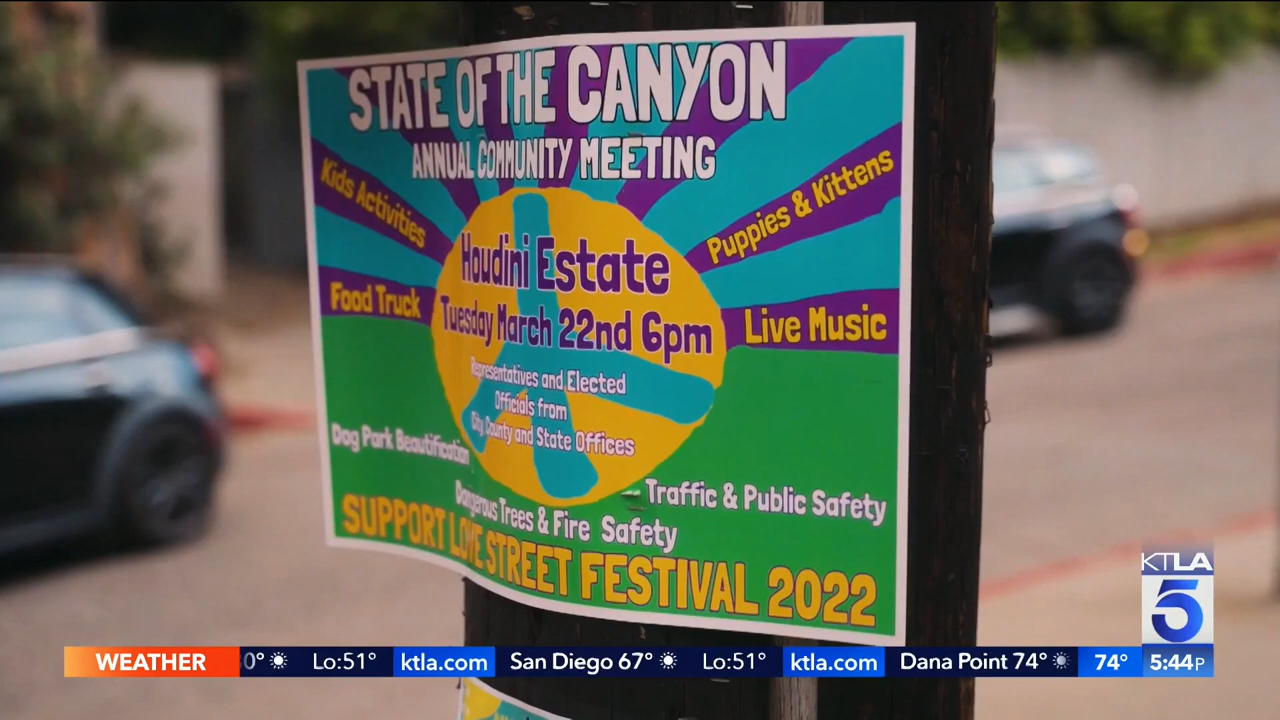 STATE OF THE CANYON
ANNUAL COMMUNITY MEETING
Kids Activities
Puppies & Kittens
Food Truck
Live Music
Houdini Estate
Tuesday March 22nd 6pm
Representatives and Elected
Officials from
City County and State Offices
Dog Park Beautification
Traffic & Public Safety
Dangerous Trees & Fire Safety
SUPPORT LOVE STREET FESTIVAL 2022
KTLA
5
WEATHER 0° Lo:51° ktla.com San Diego 67° Lo:51° ktla.com Dana Point 74° 74° 5:44P